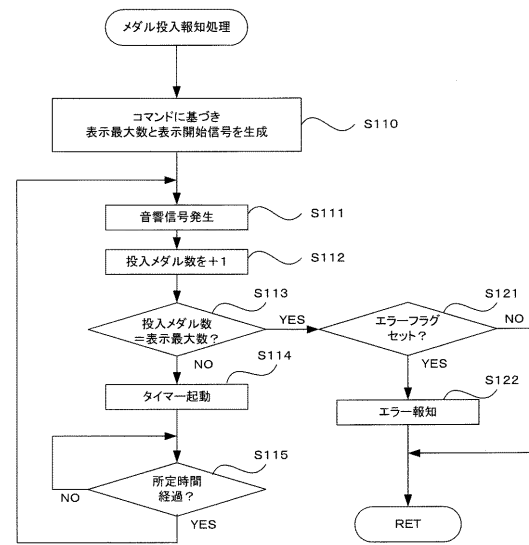 メダル投入報知処理
コマンドに基づき
表示最大数と表示開始信号を生成
S110
音響信号発生
S111
投入メダル数を+1
S112
投入メダル数
=表示最大数?
S113
YES
NO
エラーフラグ
セット?
S121
NO
YES
タイマー起動
S114
エラー報知
S122
所定時間
経過?
S115
NO
YES
RET